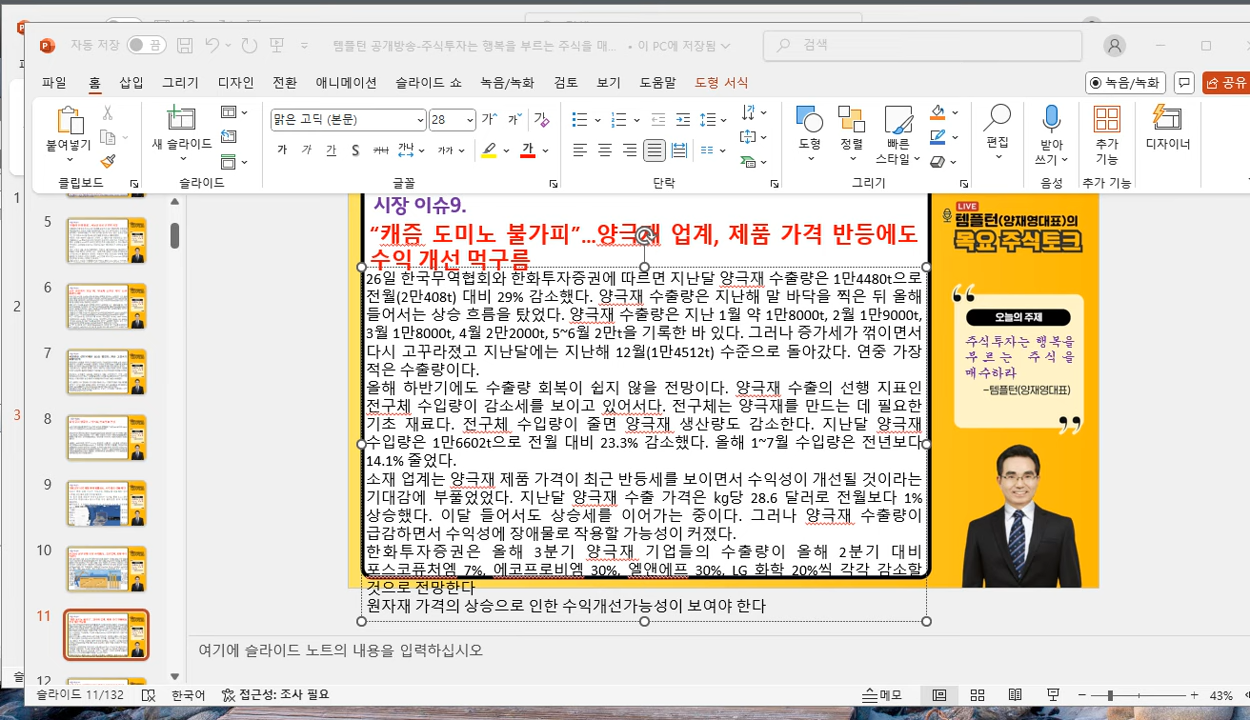 자동 저장 끔 템플턴 공개방송-주식투자는 행복을 부르는 주식을 매... • 이 PC에 저장됨 검색
파일 홈 삽입 그리기 디자인 전환 애니메이션 슬라이드 쇼 녹음/녹화 검토 보기 도움말 도형 서식 녹음/녹화 공유
붙여넣기
새 슬라이드
맑은 고딕 (본문) 28
가 가 가 S 가나 가가 가
도형
정렬
빠른
스타일
편집
받아
쓰기
추가
기능
디자이너
클립보드 슬라이드 글꼴 단락 그리기 음성 추가 기능
1
2
3
5
6
7
8
9
10
11
12
시장 이슈9.
“캐즘 도미노 불가피”...양극재 업계, 제품 가격 반등에도
수익 개선 먹구름
26일 한국무역협회와 한화투자증권에 따르면 지난달 양극재 수출량은 1만4480t으로
전월(2만408t) 대비 29% 감소했다. 양극재 수출량은 지난해 말 바닥을 찍은 뒤 올해
들어서는 상승 흐름을 탔었다. 양극재 수출량은 지난 1월 약 1만8000t, 2월 1만9000t,
3월 1만8000t, 4월 2만2000t, 5~6월 2만t을 기록한 바 있다. 그러나 증가세가 꺾이면서
다시 고꾸라졌고 지난달에는 지난해 12월(1만4512t) 수준으로 돌아갔다. 연중 가장
적은 수출량이다.
올해 하반기에도 수출량 회복이 쉽지 않을 전망이다. 양극재 수출의 선행 지표인
전구체 수입량이 감소세를 보이고 있어서다. 전구체는 양극재를 만드는 데 필요한
기초 재료다. 전구체 수입량이 줄면 양극재 생산량도 감소한다. 지난달 양극재
수입량은 1만6602t으로 전월 대비 23.3% 감소했다. 올해 1~7월 수입량은 전년보다
14.1% 줄었다.
소재 업계는 양극재 제품 가격이 최근 반등세를 보이면서 수익성이 개선될 것이라는
기대감에 부풀었었다. 지난달 양극재 수출 가격은 kg당 28.6 달러로 전월보다 1%
상승했다. 이달 들어서도 상승세를 이어가는 중이다. 그러나 양극재 수출량이
급감하면서 수익성에 장애물로 작용할 가능성이 커졌다.
한화투자증권은 올해 3분기 양극재 기업들의 수출량이 올해 2분기 대비
포스코퓨처엠 7%, 에코프로비엠 30%, 엘앤에프 30%, LG 화학 20%씩 각각 감소할
것으로 전망한다
원자재 가격의 상승으로 인한 수익개선가능성이 보여야 한다
LIVE
템플턴(양재영대표)의
목요 주식토크
“
오늘의 주제
주식투자는 행복을
부르는 주식을
매수하라
-템플턴(양재영대표)
”
여기에 슬라이드 노트의 내용을 입력하십시오
슬라이드 11/132 한국어 접근성: 조사 필요 메모 43%